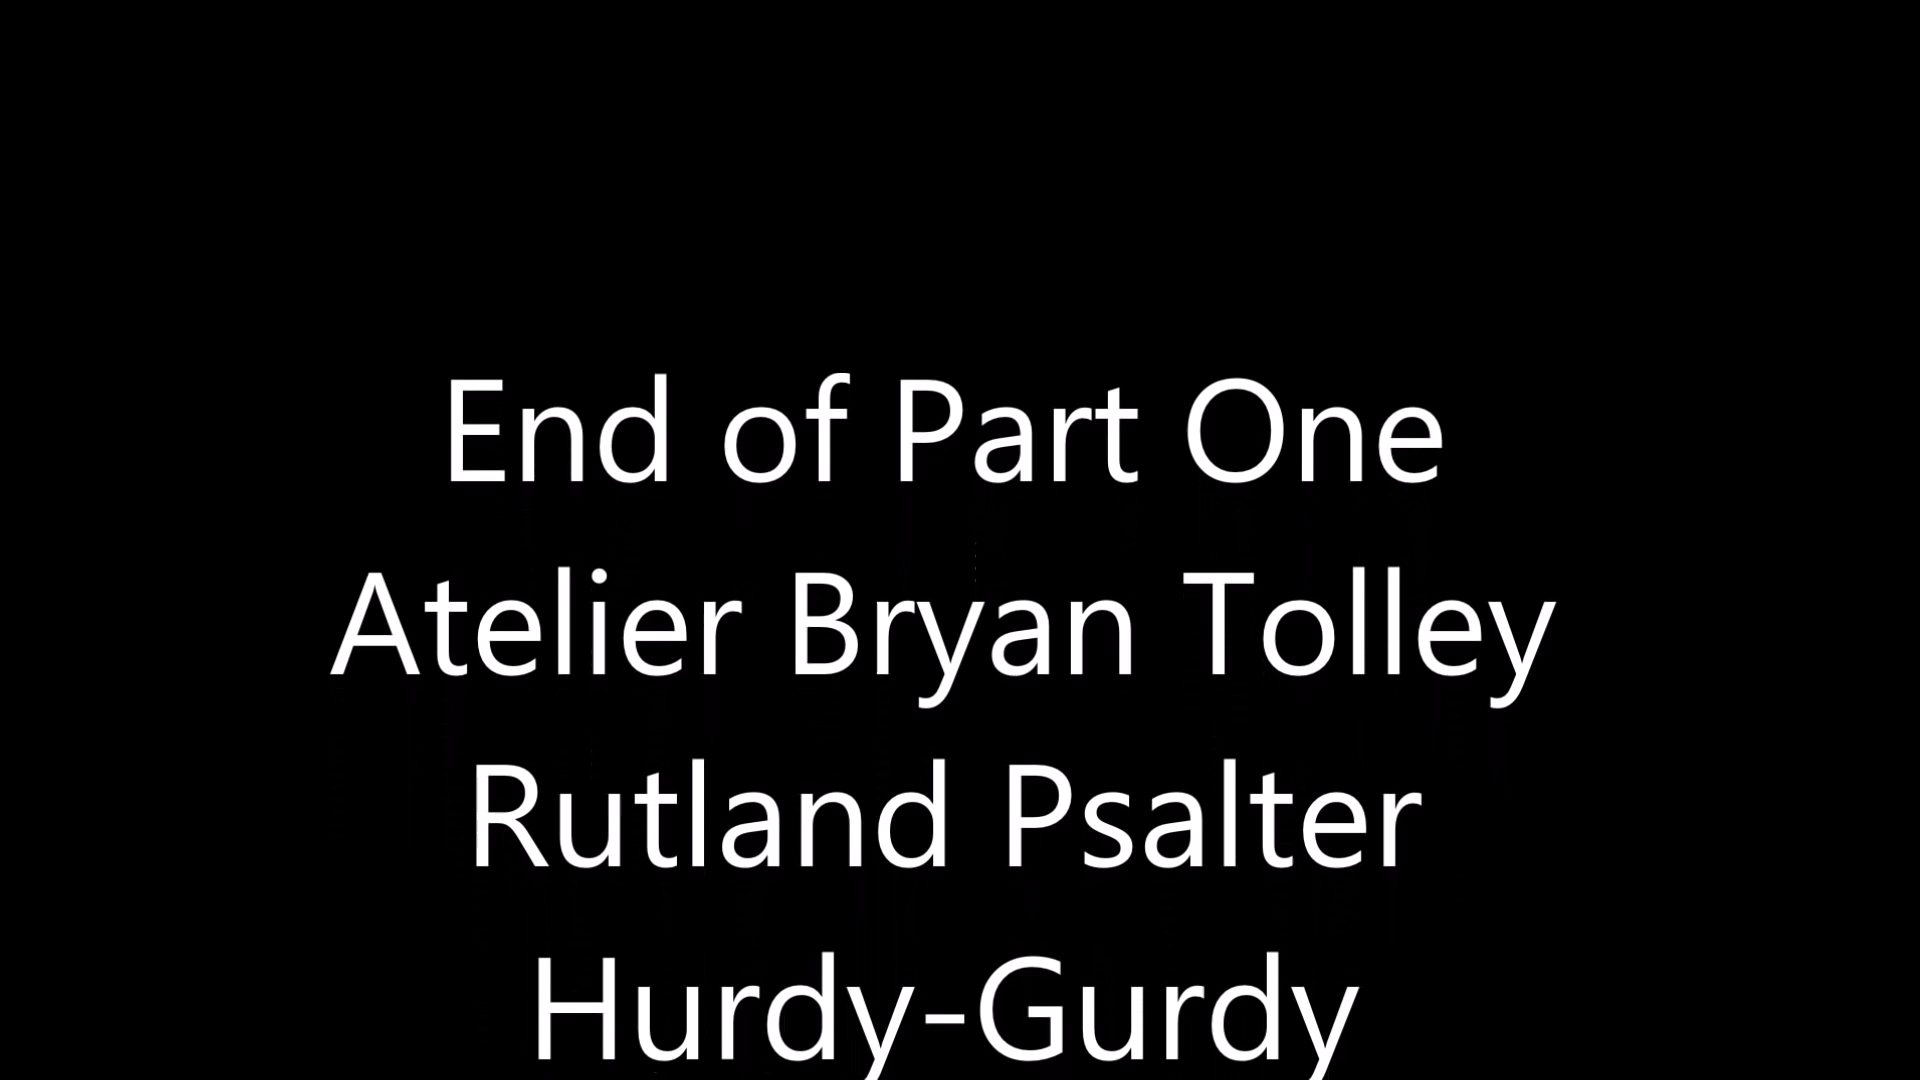 End of Part One
Atelier Bryan Tolley
Rutland Psalter
Hurdy-Gurdy